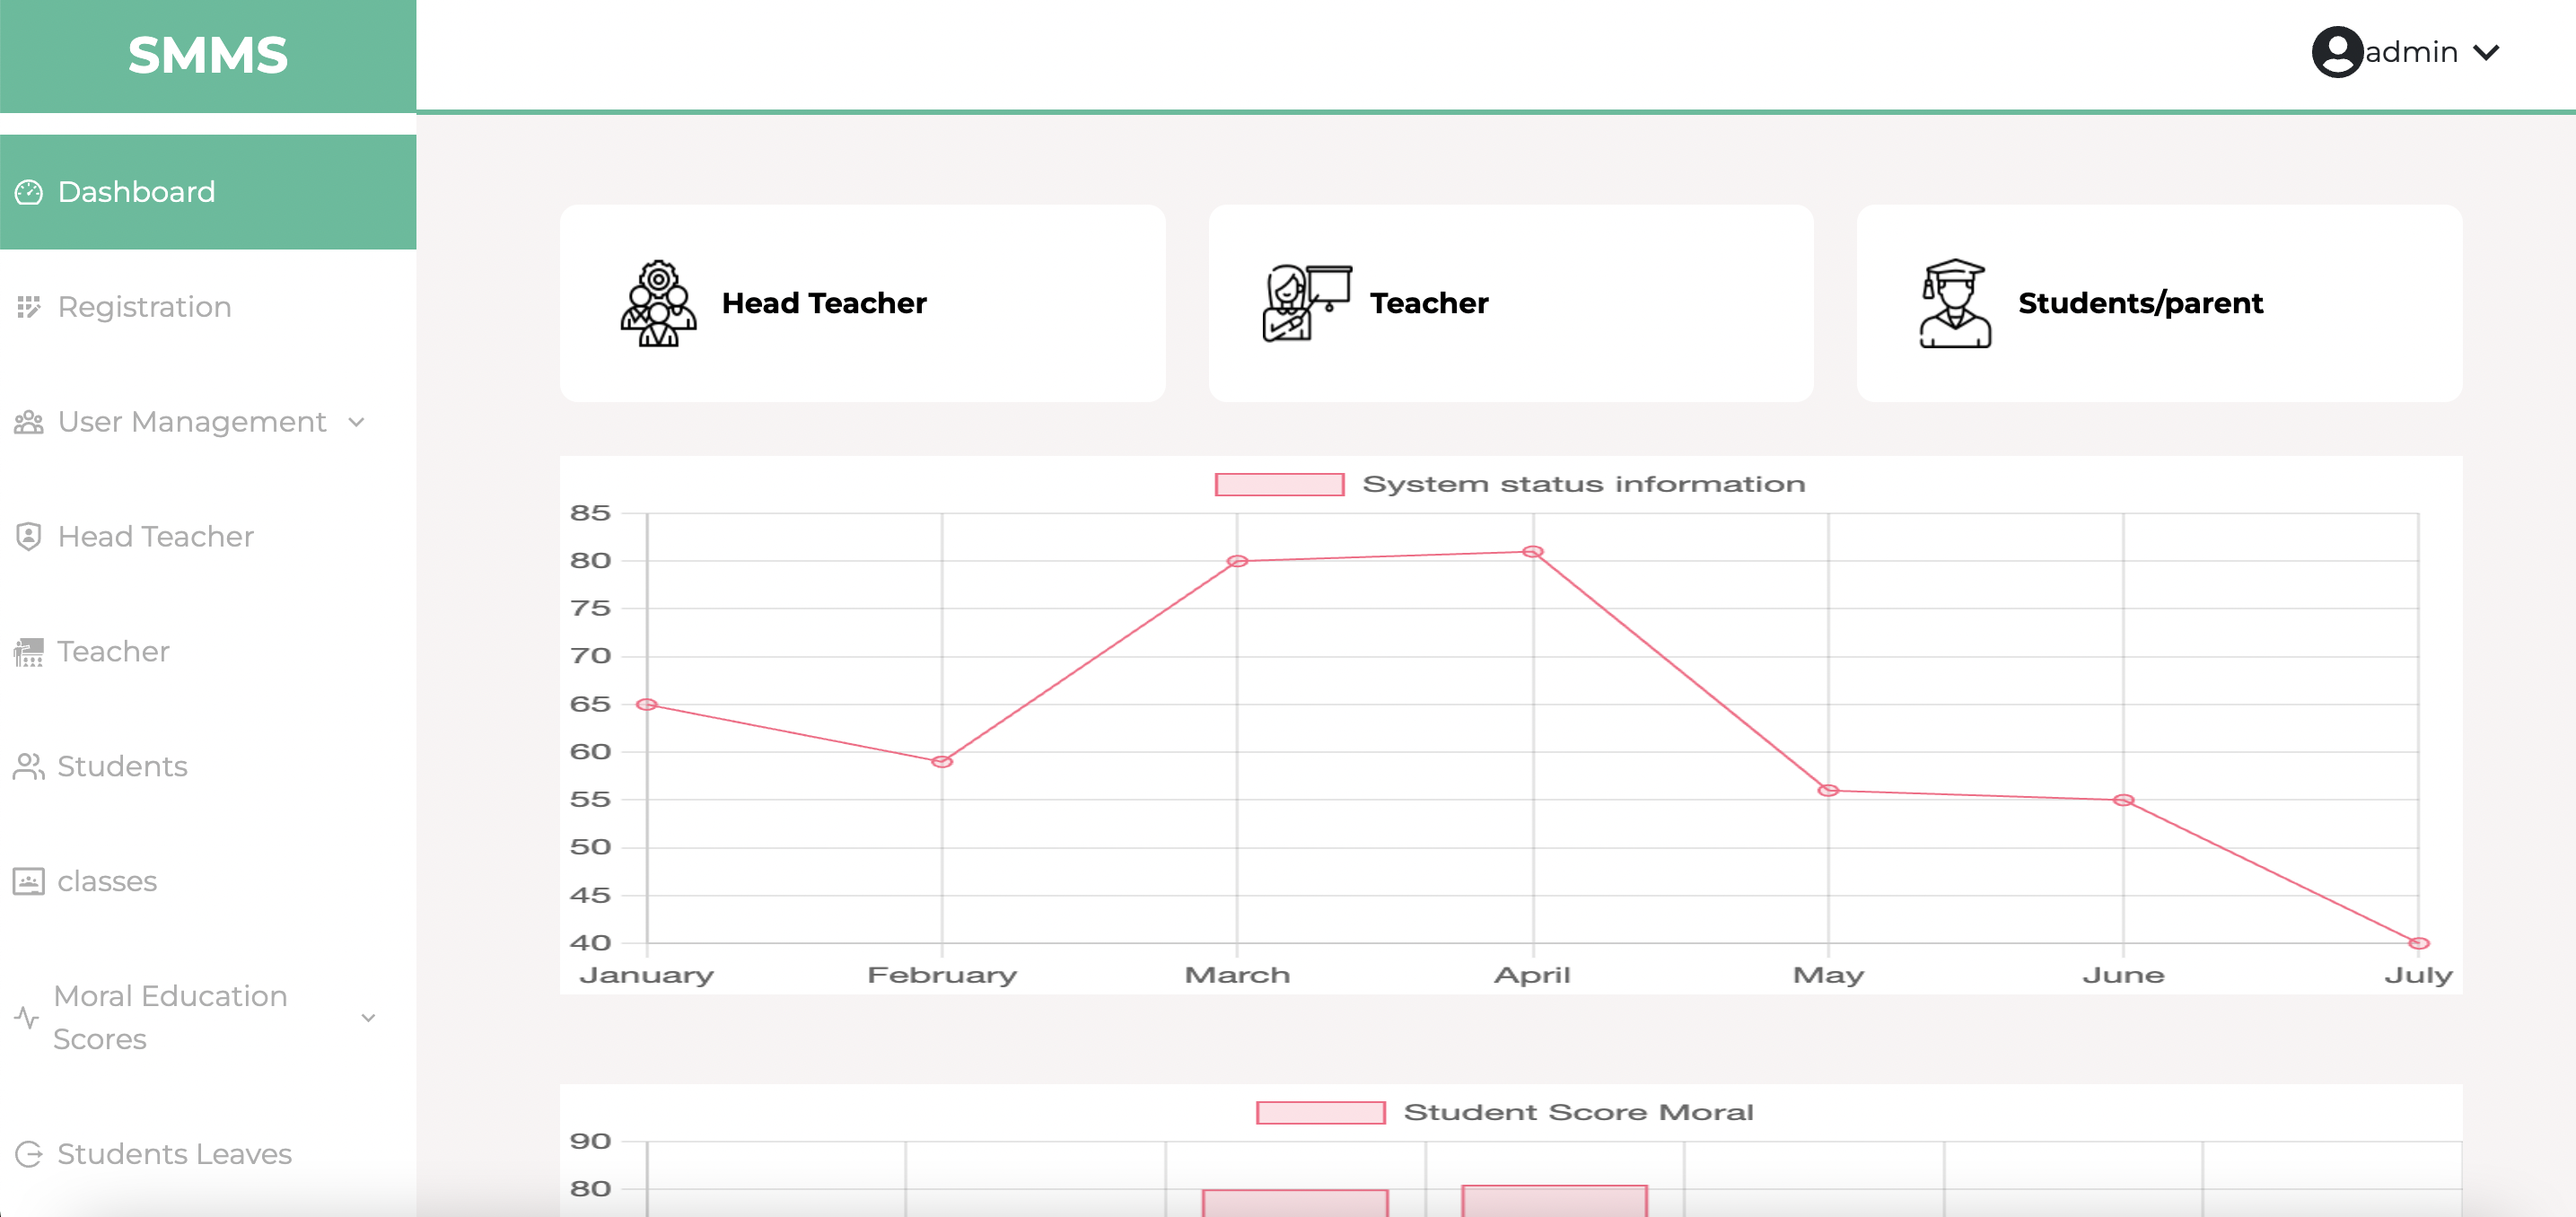 SMMS
admin
Dashboard
Registration
User Management
Head Teacher
Teacher
Students
classes
Moral Education
Scores
Students Leaves
Head Teacher
Teacher
Students/parent
System status information
85
80
75
70
65
60
55
50
45
40
January February March April May June July
Student Score Moral
90
80